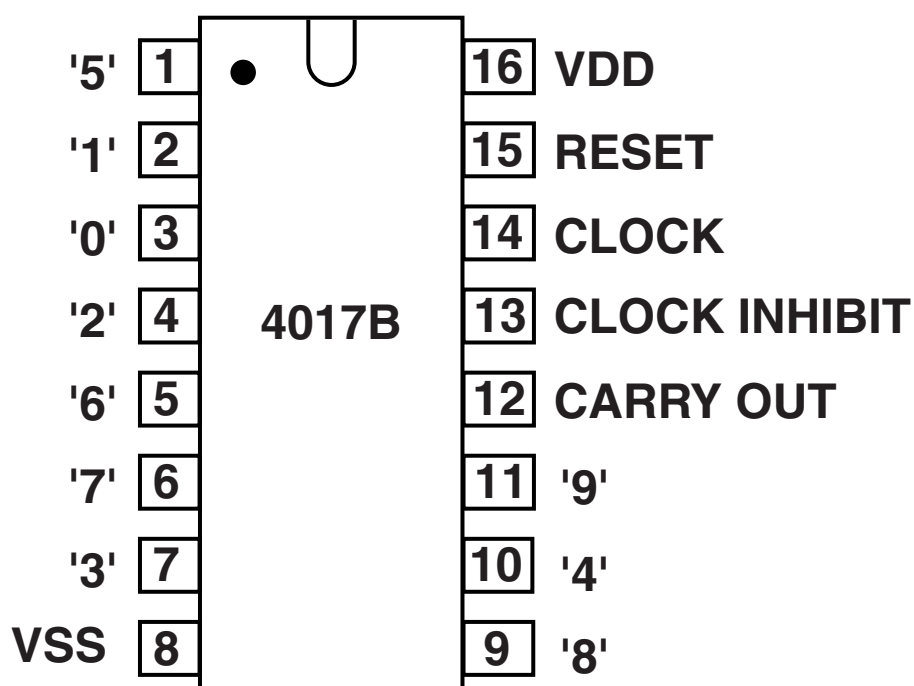 '5' 1 16 VDD
'1' 2 15 RESET
'0' 3 14 CLOCK
'2' 4 4017B 13 CLOCK INHIBIT
'6' 5 12 CARRY OUT
'7' 6 11 '9'
'3' 7 10 '4'
VSS 8 9 '8'